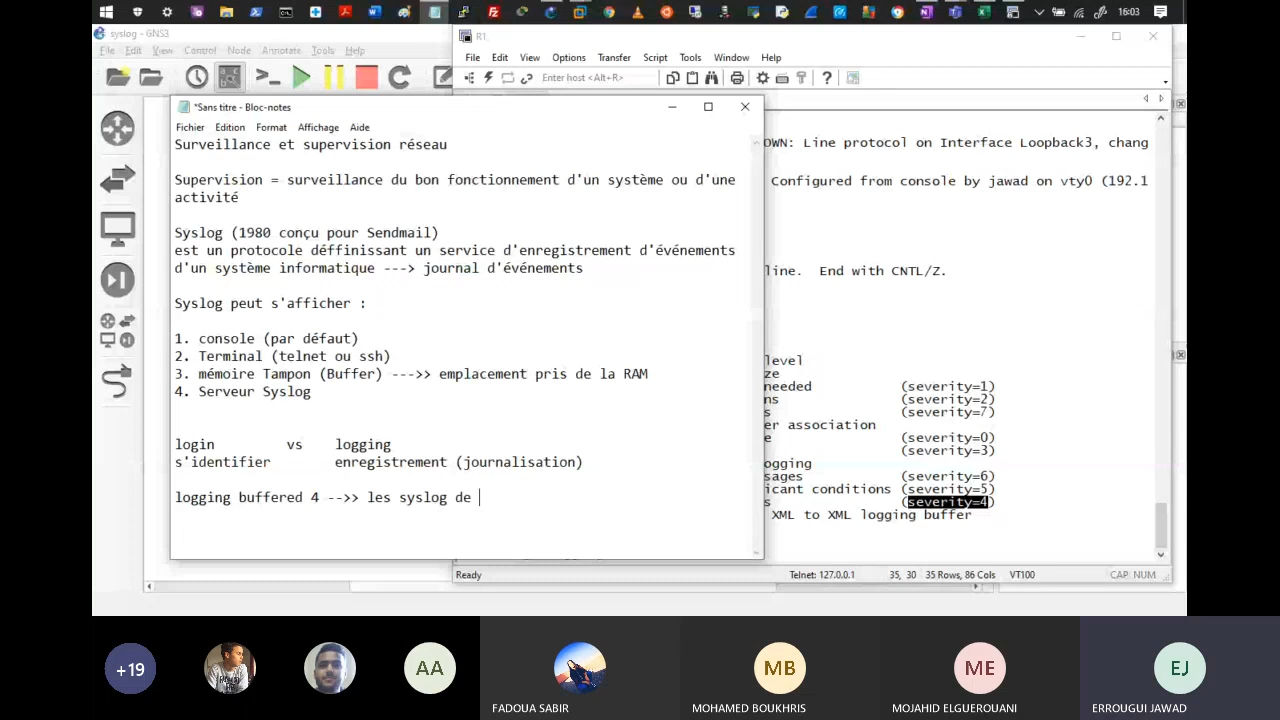 16:03
syslog - GNS3
R1
File Edit View Control Node Annotate Tools Help
File Edit View Options Transfer Script Tools Window Help
Enter host <Alt+R>
*Sans titre - Bloc-notes
Fichier Edition Format Affichage Aide
Surveillance et supervision réseau
Supervision = surveillance du bon fonctionnement d'un système ou d'une
activité
Syslog (1980 conçu pour Sendmail)
est un protocole déffinissant un service d'enregistrement d'événements
d'un système informatique ---> journal d'événements
Syslog peut s'afficher :
1. console (par défaut)
2. Terminal (telnet ou ssh)
3. mémoire Tampon (Buffer) --->> emplacement pris de la RAM
4. Serveur Syslog
login vs logging
s'identifier enregistrement (journalisation)
logging buffered 4 -->> les syslog de
OWN: Line protocol on Interface Loopback3, chang
Configured from console by jawad on vty0 (192.1
line. End with CNTL/Z.
level
ze
needed (severity=1)
ns (severity=2)
s (severity=7)
er association
e (severity=0)
(severity=3)
ogging
sages (severity=6)
icant conditions (severity=5)
s (severity=4)
XML to XML logging buffer
Ready Telnet: 127.0.0.1 35, 30 35 Rows, 86 Cols VT100 CAP NUM
+19
AA
MB
ME
EJ
FADOUA SABIR
MOHAMED BOUKHRIS
MOJAHID ELGUEROUANI
ERROUGUI JAWAD